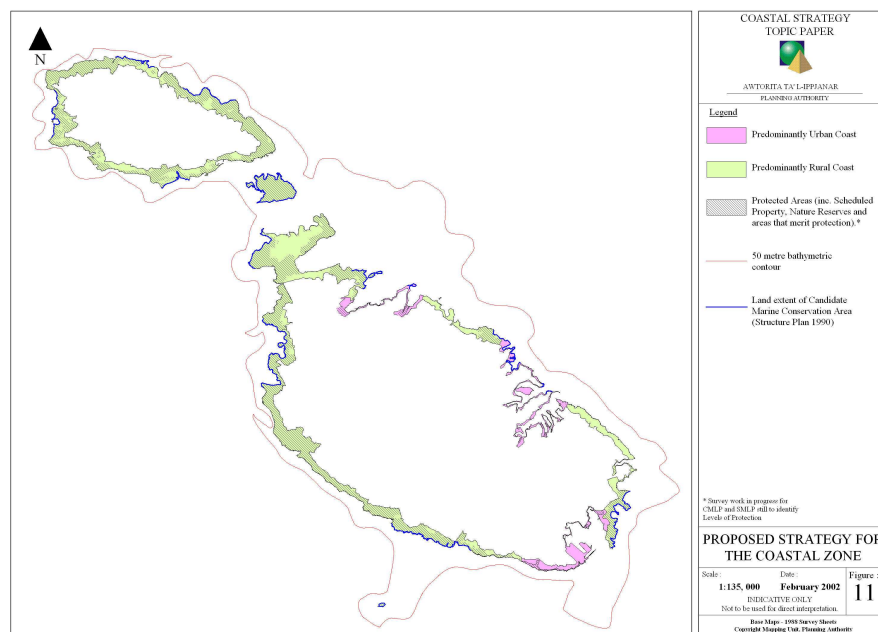 N
COASTAL STRATEGY
TOPIC PAPER
AWTORITA TA' L-IPPJANAR
PLANNING AUTHORITY
Legend
Predominantly Urban Coast
Predominantly Rural Coast
Protected Areas (inc. Scheduled
Property, Nature Reserves and
areas that merit protection).*
50 metre bathymetric
contour
Land extent of Candidate
Marine Conservation Area
(Structure Plan 1990)
* Survey work in progress for
CMLP and SMLP still to identify
Levels of Protection
PROPOSED STRATEGY FOR
THE COASTAL ZONE
Scale :
1:135, 000
Date :
February 2002
INDICATIVE ONLY
Not to be used for direct interpretation.
Figure :
11
Base Maps - 1988 Survey Sheets
Copyright Mapping Unit, Planning Authority